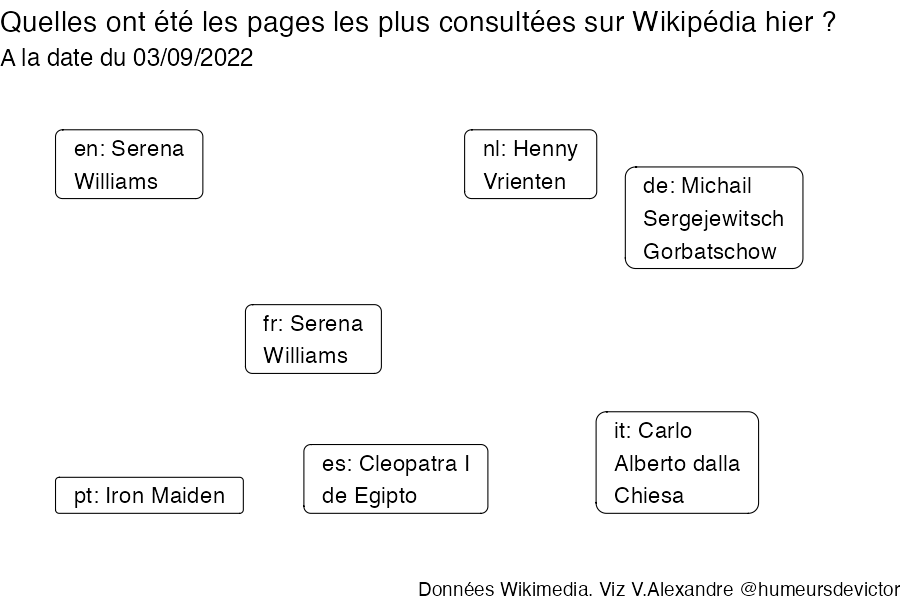 Quelles ont été les pages les plus consultées sur Wikipédia hier ?
A la date du 03/09/2022
en: Serena
Williams
nl: Henny
Vrienten
de: Michail
Sergejewitsch
Gorbatschow
fr: Serena
Williams
it: Carlo
Alberto dalla
Chiesa
es: Cleopatra I
de Egipto
pt: Iron Maiden
Données Wikimedia. Viz V.Alexandre @humeursdevictor